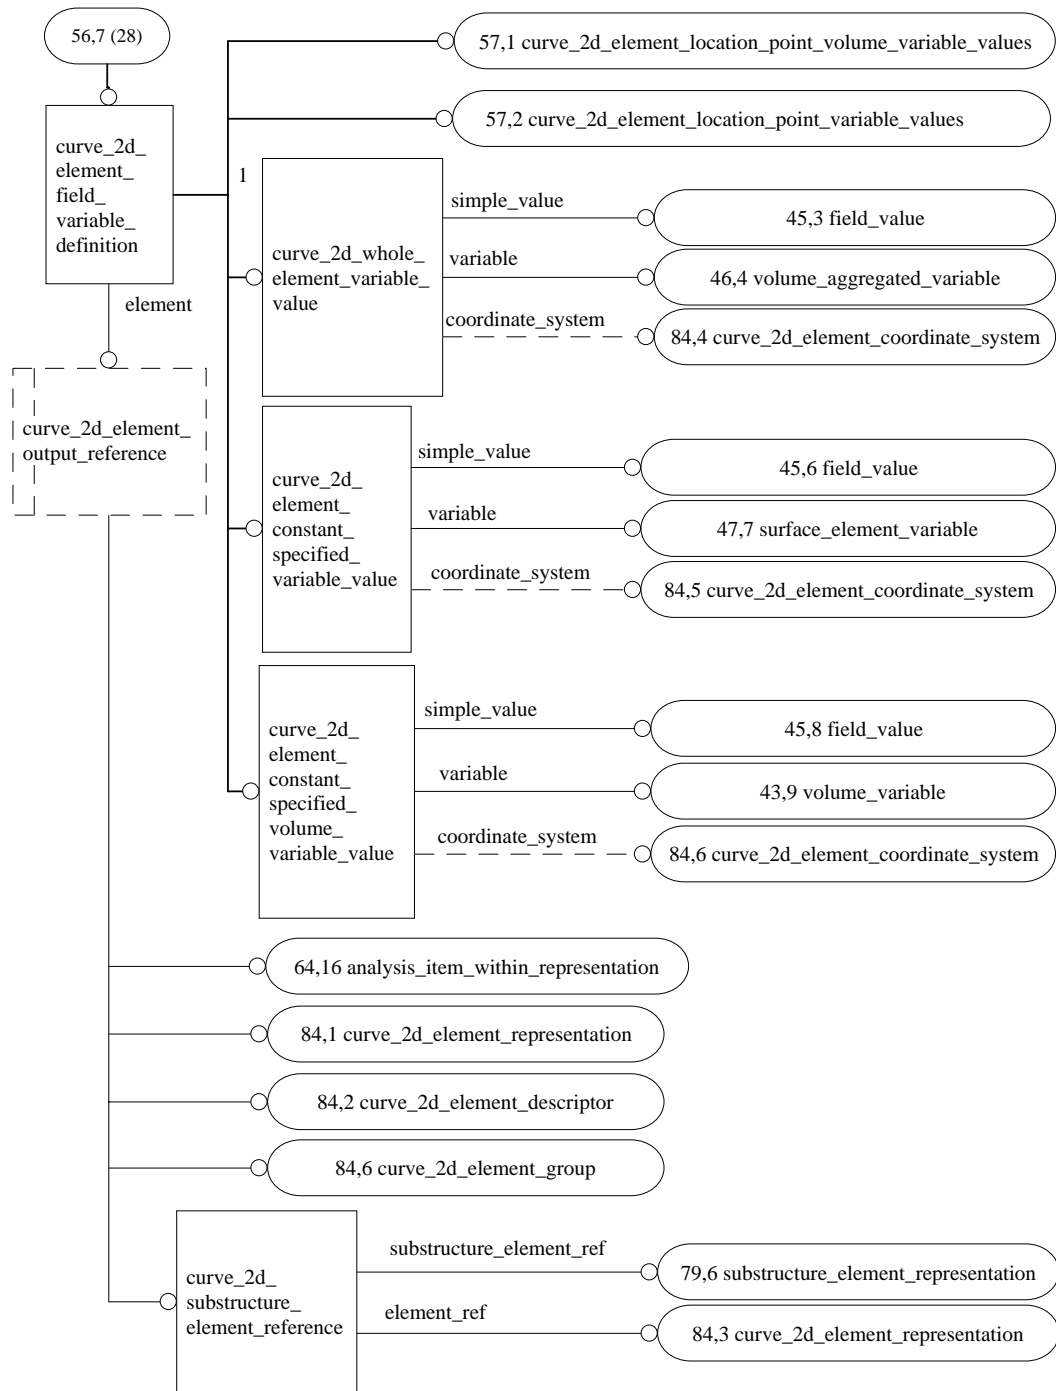 56,7 (28)
57,1 curve_2d_element_location_point_volume_variable_values
57,2 curve_2d_element_location_point_variable_values
curve_2d_
element_
field_
variable_
definition
1
element
curve_2d_whole_
element_variable_
value
simple_value
45,3 field_value
variable
46,4 volume_aggregated_variable
coordinate_system
84,4 curve_2d_element_coordinate_system
curve_2d_element_
output_reference
curve_2d_
element_
constant_
specified_
variable_value
simple_value
45,6 field_value
variable
47,7 surface_element_variable
coordinate_system
84,5 curve_2d_element_coordinate_system
curve_2d_
element_
constant_
specified_
volume_
variable_value
simple_value
45,8 field_value
variable
43,9 volume_variable
coordinate_system
84,6 curve_2d_element_coordinate_system
64,16 analysis_item_within_representation
84,1 curve_2d_element_representation
84,2 curve_2d_element_descriptor
84,6 curve_2d_element_group
curve_2d_
substructure_
element_reference
substructure_element_ref
79,6 substructure_element_representation
element_ref
84,3 curve_2d_element_representation